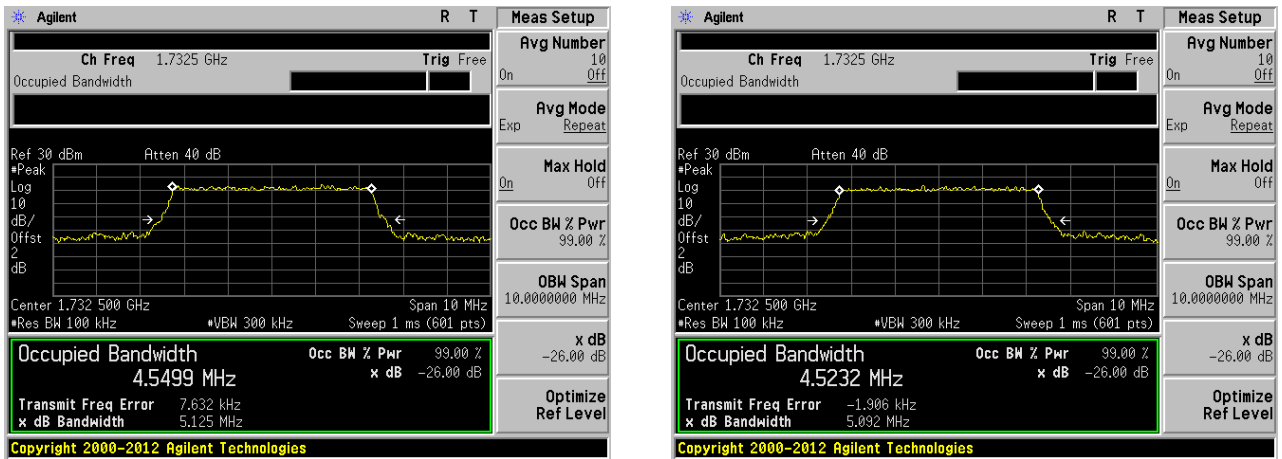 Agilent R T
Meas Setup
Ch Freq 1.7325 GHz Trig Free
Occupied Bandwidth
Avg Number
10
On Off
Avg Mode
Exp Repeat
Ref 30 dBm Atten 40 dB
#Peak
Log
10
dB/
Offst
2
dB
Max Hold
On Off
Occ BW % Pwr
99.00 %
OBW Span
10.0000000 MHz
Center 1.732 500 GHz Span 10 MHz
#Res BW 100 kHz #VBW 300 kHz Sweep 1 ms (601 pts)
x dB
-26.00 dB
Optimize
Ref Level
Occupied Bandwidth Occ BW % Pwr 99.00 %
4.5499 MHz x dB -26.00 dB
Transmit Freq Error 7.632 kHz
x dB Bandwidth 5.125 MHz
Copyright 2000-2012 Agilent Technologies
Agilent R T
Meas Setup
Ch Freq 1.7325 GHz Trig Free
Occupied Bandwidth
Avg Number
10
On Off
Avg Mode
Exp Repeat
Ref 30 dBm Atten 40 dB
#Peak
Log
10
dB/
Offst
2
dB
Max Hold
On Off
Occ BW % Pwr
99.00 %
OBW Span
10.0000000 MHz
Center 1.732 500 GHz Span 10 MHz
#Res BW 100 kHz #VBW 300 kHz Sweep 1 ms (601 pts)
x dB
-26.00 dB
Optimize
Ref Level
Occupied Bandwidth Occ BW % Pwr 99.00 %
4.5232 MHz x dB -26.00 dB
Transmit Freq Error -1.906 kHz
x dB Bandwidth 5.092 MHz
Copyright 2000-2012 Agilent Technologies